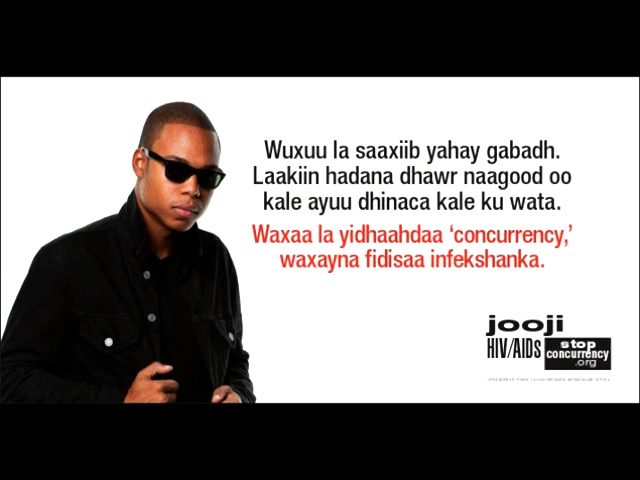 Wuxuu la saaxiib yahay gabadh.
Laakiin hadana dhawr naagood oo
kale ayuu dhinaca kale ku wata.
Waxaa la yidhaahdaa ‘concurrency,’
waxayna fidisaa infekshanka.
jooji
HIV/AIDS
stop
concurrency
.org